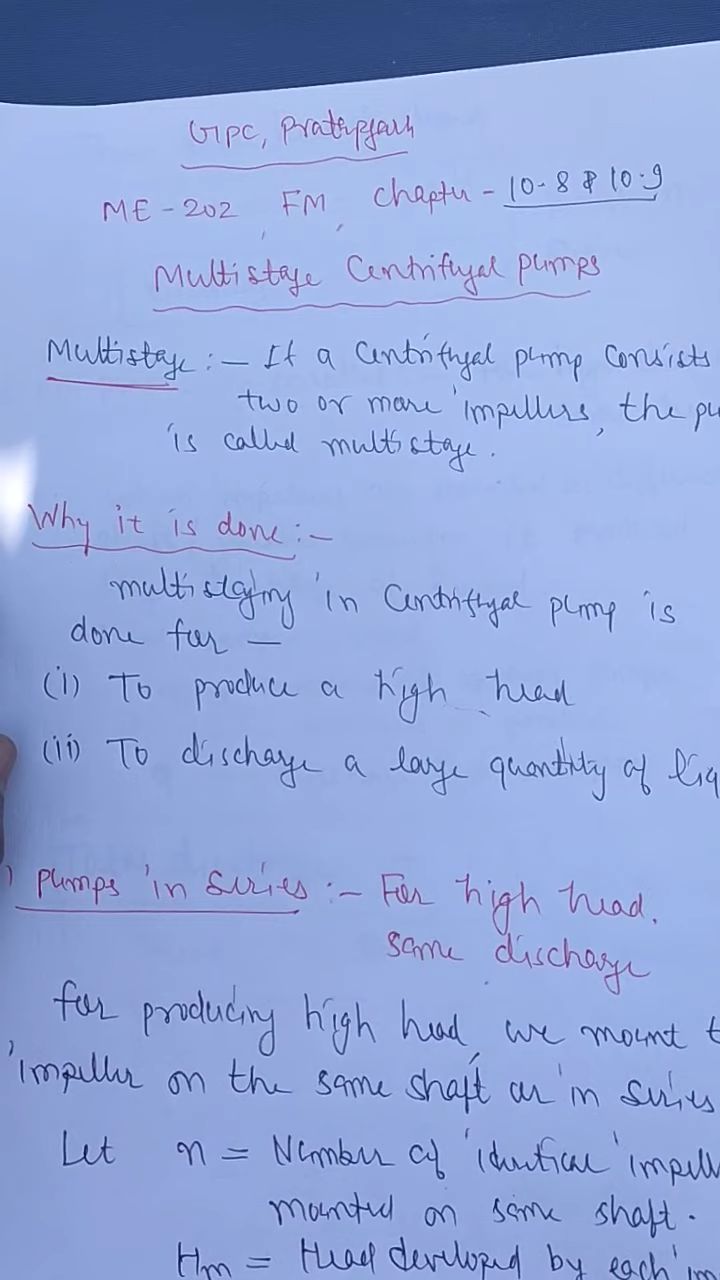 GPC, Pratapgarh
ME-202, FM, Chapter - 10.8 & 10.9
Multistage Centrifugal Pumps
Multistage :- If a Centrifugal pump consists
two or more impellers, the pu
is called multistage.
Why it is done :-
multistaging in Centrifugal pump is
done for —
(i) To produce a high head
(ii) To discharge a large quantity of liq
) Pumps in Series :- For high head.
same discharge
for producing high head, we mount t
impeller on the same shaft or in series
Let n = Number of identical impell
mounted on same shaft.
Hm = Head developed by each im